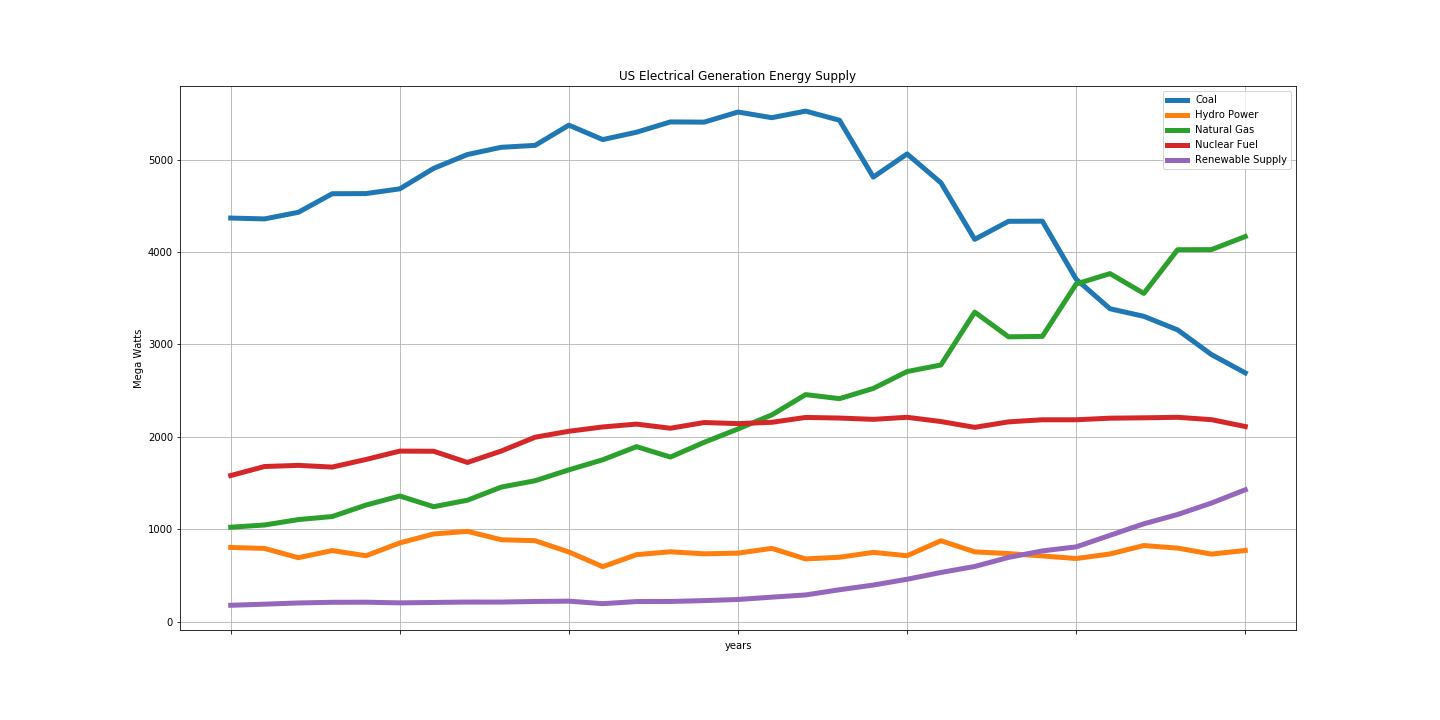 US Electrical Generation Energy Supply
Coal
Hydro Power
Natural Gas
Nuclear Fuel
Renewable Supply
5000
4000
3000
2000
1000
0
Mega Watts
years